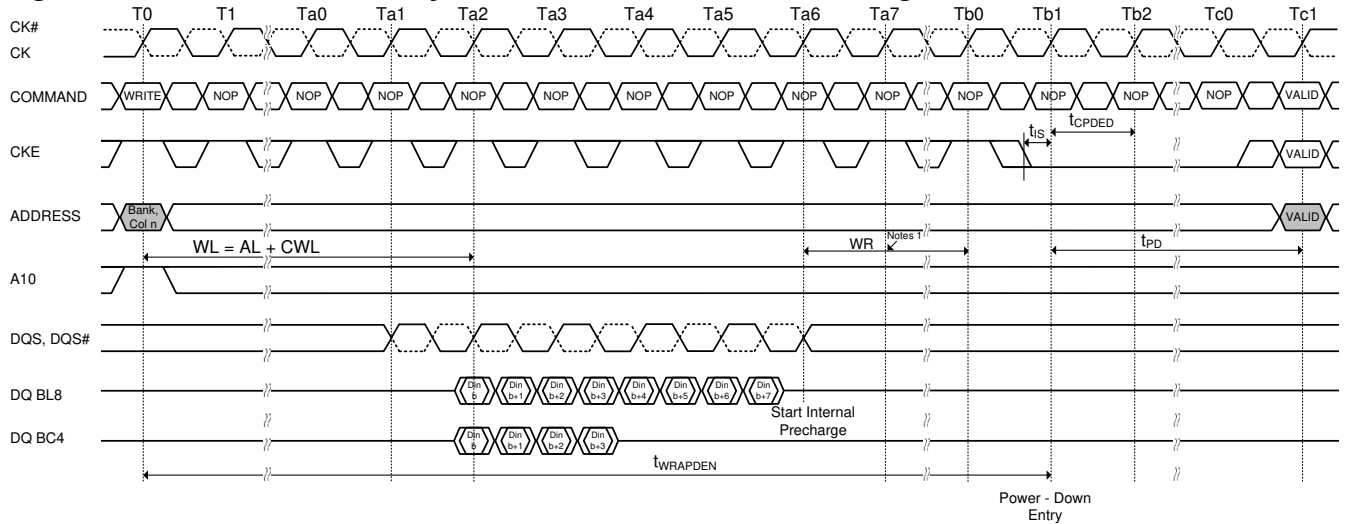 T0 T1 Ta0 Ta1 Ta2 Ta3 Ta4 Ta5 Ta6 Ta7 Tb0 Tb1 Tb2 Tc0 Tc1
CK#
CK
COMMAND WRITE NOP NOP NOP NOP NOP NOP NOP NOP NOP NOP NOP NOP NOP VALID
tIS tCPDED
CKE VALID
ADDRESS Bank, Col n VALID
WL = AL + CWL WR Notes 1 tPD
A10
DQS, DQS#
DQ BL8 Din b Din b+1 Din b+2 Din b+3 Din b+4 Din b+5 Din b+6 Din b+7
Start Internal
Precharge
DQ BC4 Din b Din b+1 Din b+2 Din b+3
tWRAPDEN
Power - Down
Entry